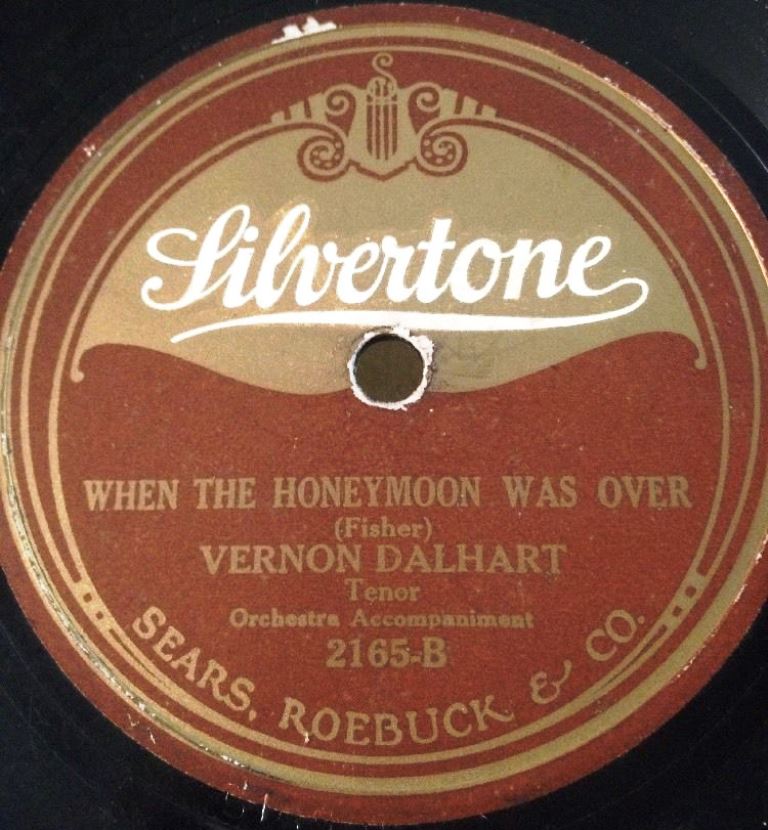 Silvertone
WHEN THE HONEYMOON WAS OVER
(Fisher)
VERNON DALHART
Tenor
Orchestra Accompaniment
2165-B
SEARS, ROEBUCK & CO.